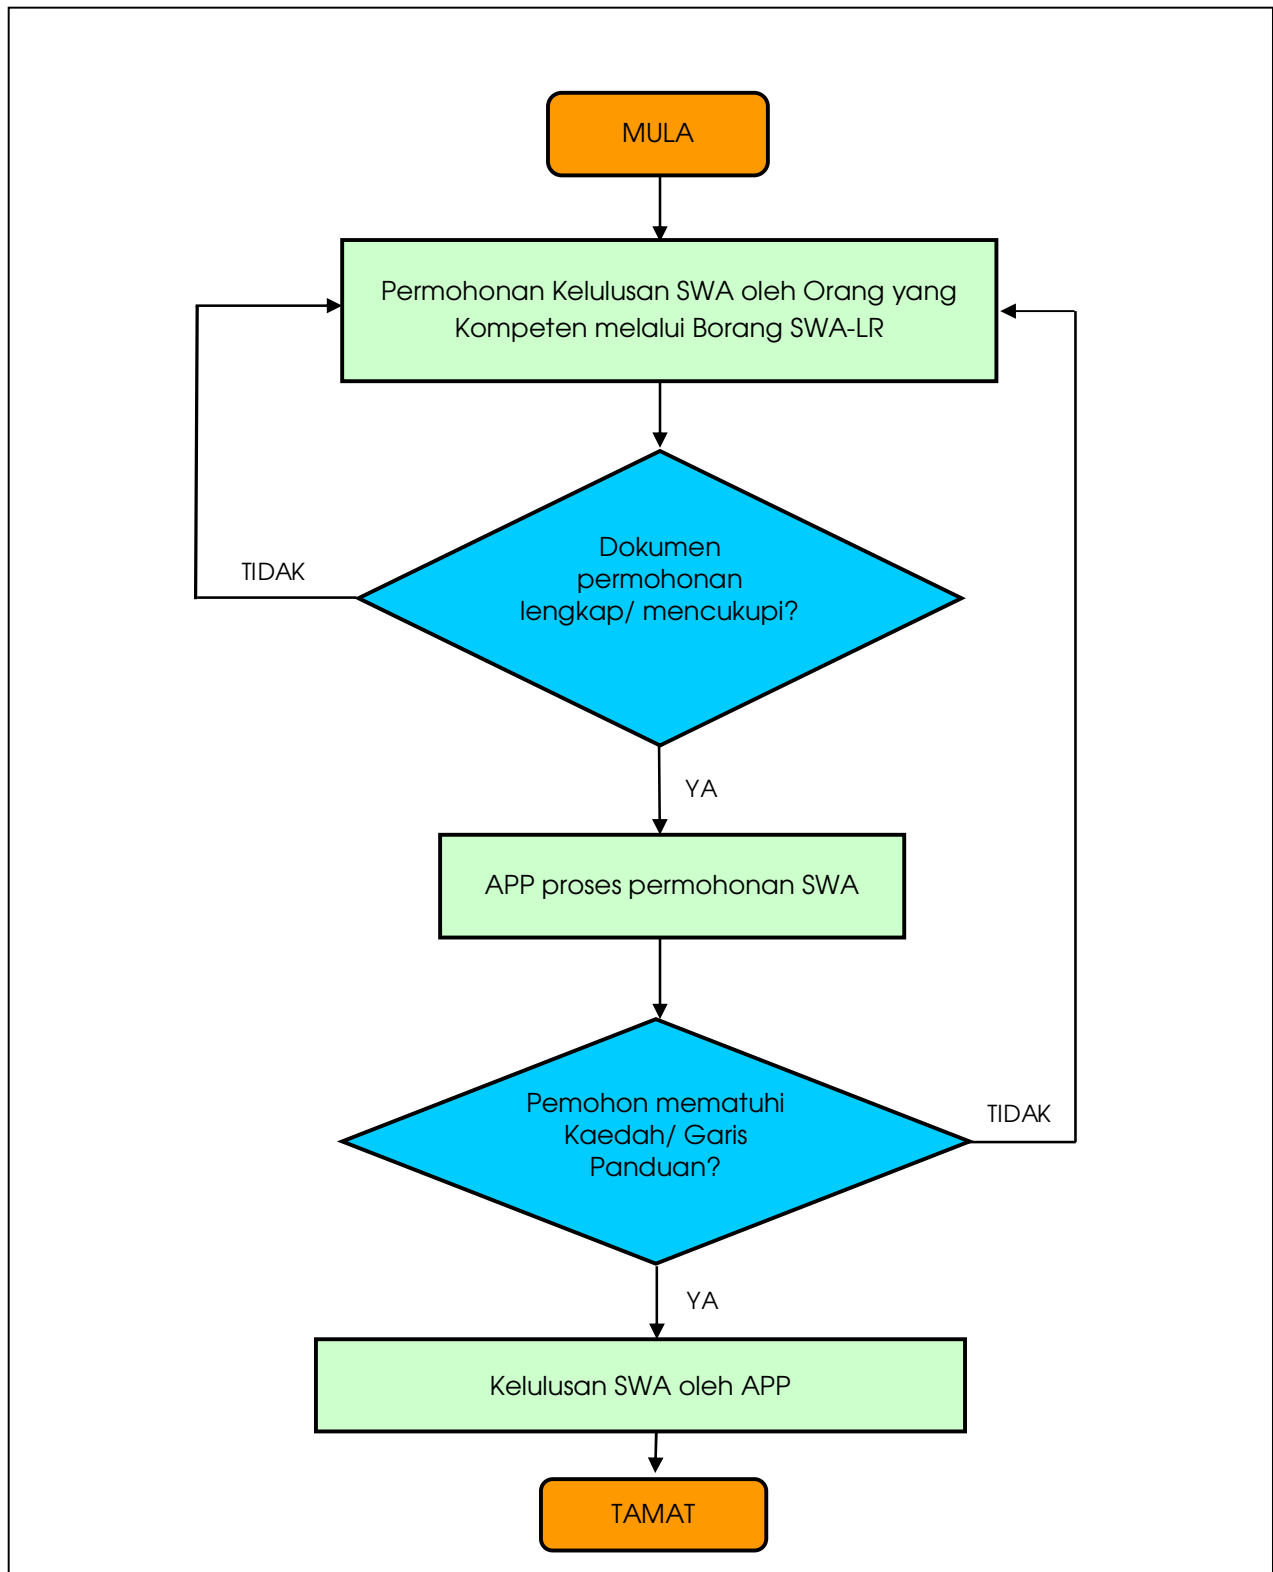 MULA
Permohonan Kelulusan SWA oleh Orang yang
Kompeten melalui Borang SWA-LR
Dokumen
permohonan
lengkap/ mencukupi?
TIDAK
YA
APP proses permohonan SWA
Pemohon mematuhi
Kaedah/ Garis
Panduan?
TIDAK
YA
Kelulusan SWA oleh APP
TAMAT